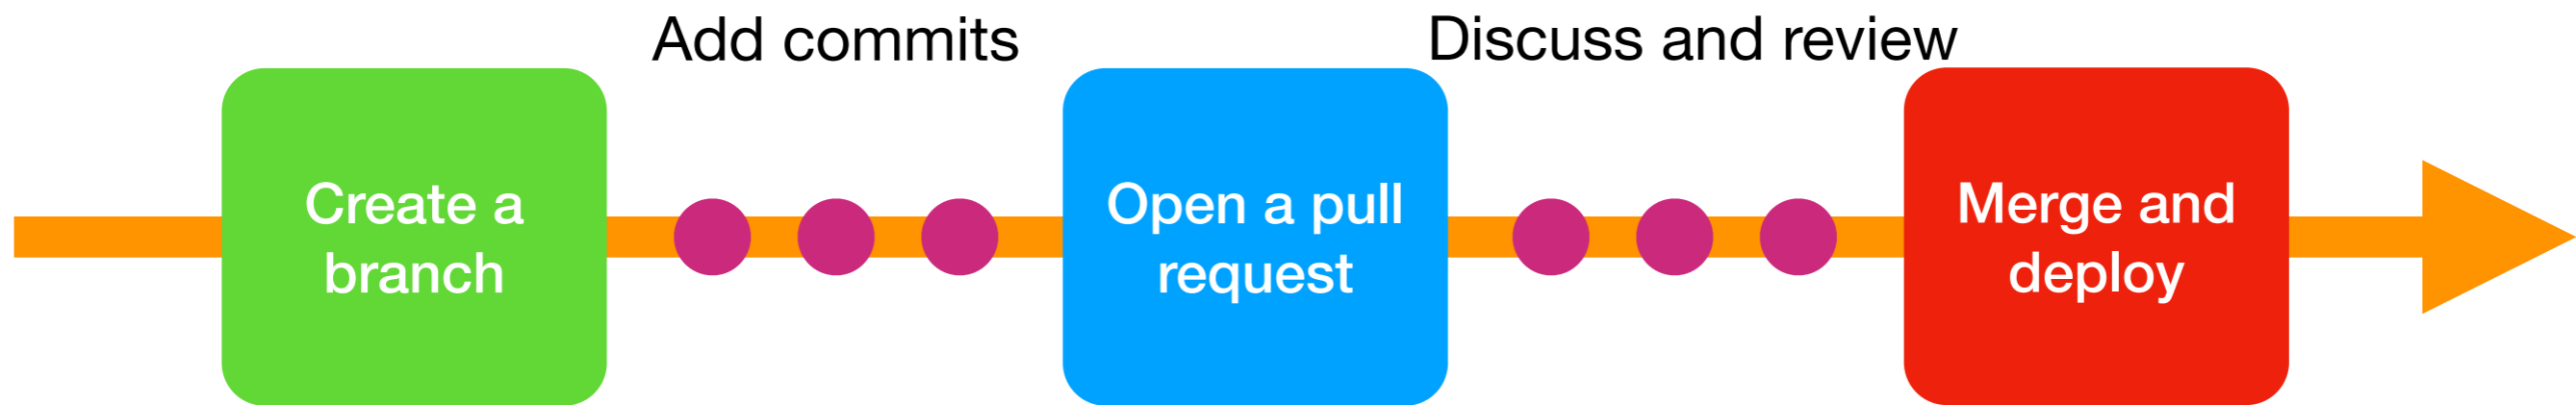 Add commits
Discuss and review
Create a
branch
Open a pull
request
Merge and
deploy